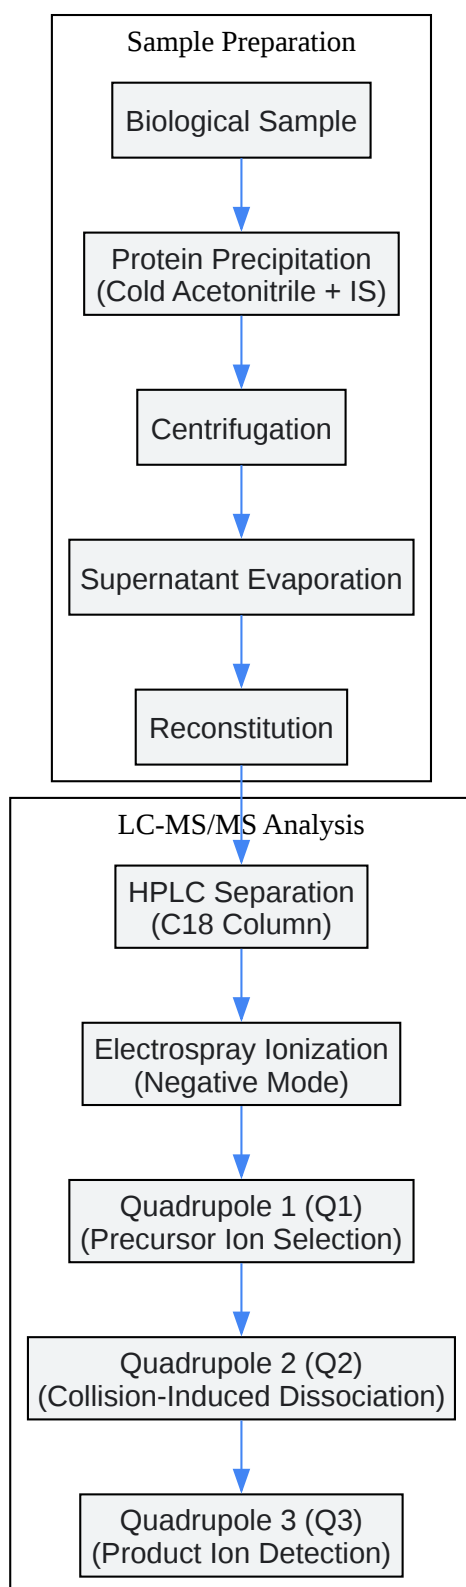 Sample Preparation
Biological Sample
Protein Precipitation
(Cold Acetonitrile + IS)
Centrifugation
Supernatant Evaporation
Reconstitution
LC-MS/MS Analysis
HPLC Separation
(C18 Column)
Electrospray Ionization
(Negative Mode)
Quadrupole 1 (Q1)
(Precursor Ion Selection)
Quadrupole 2 (Q2)
(Collision-Induced Dissociation)
Quadrupole 3 (Q3)
(Product Ion Detection)